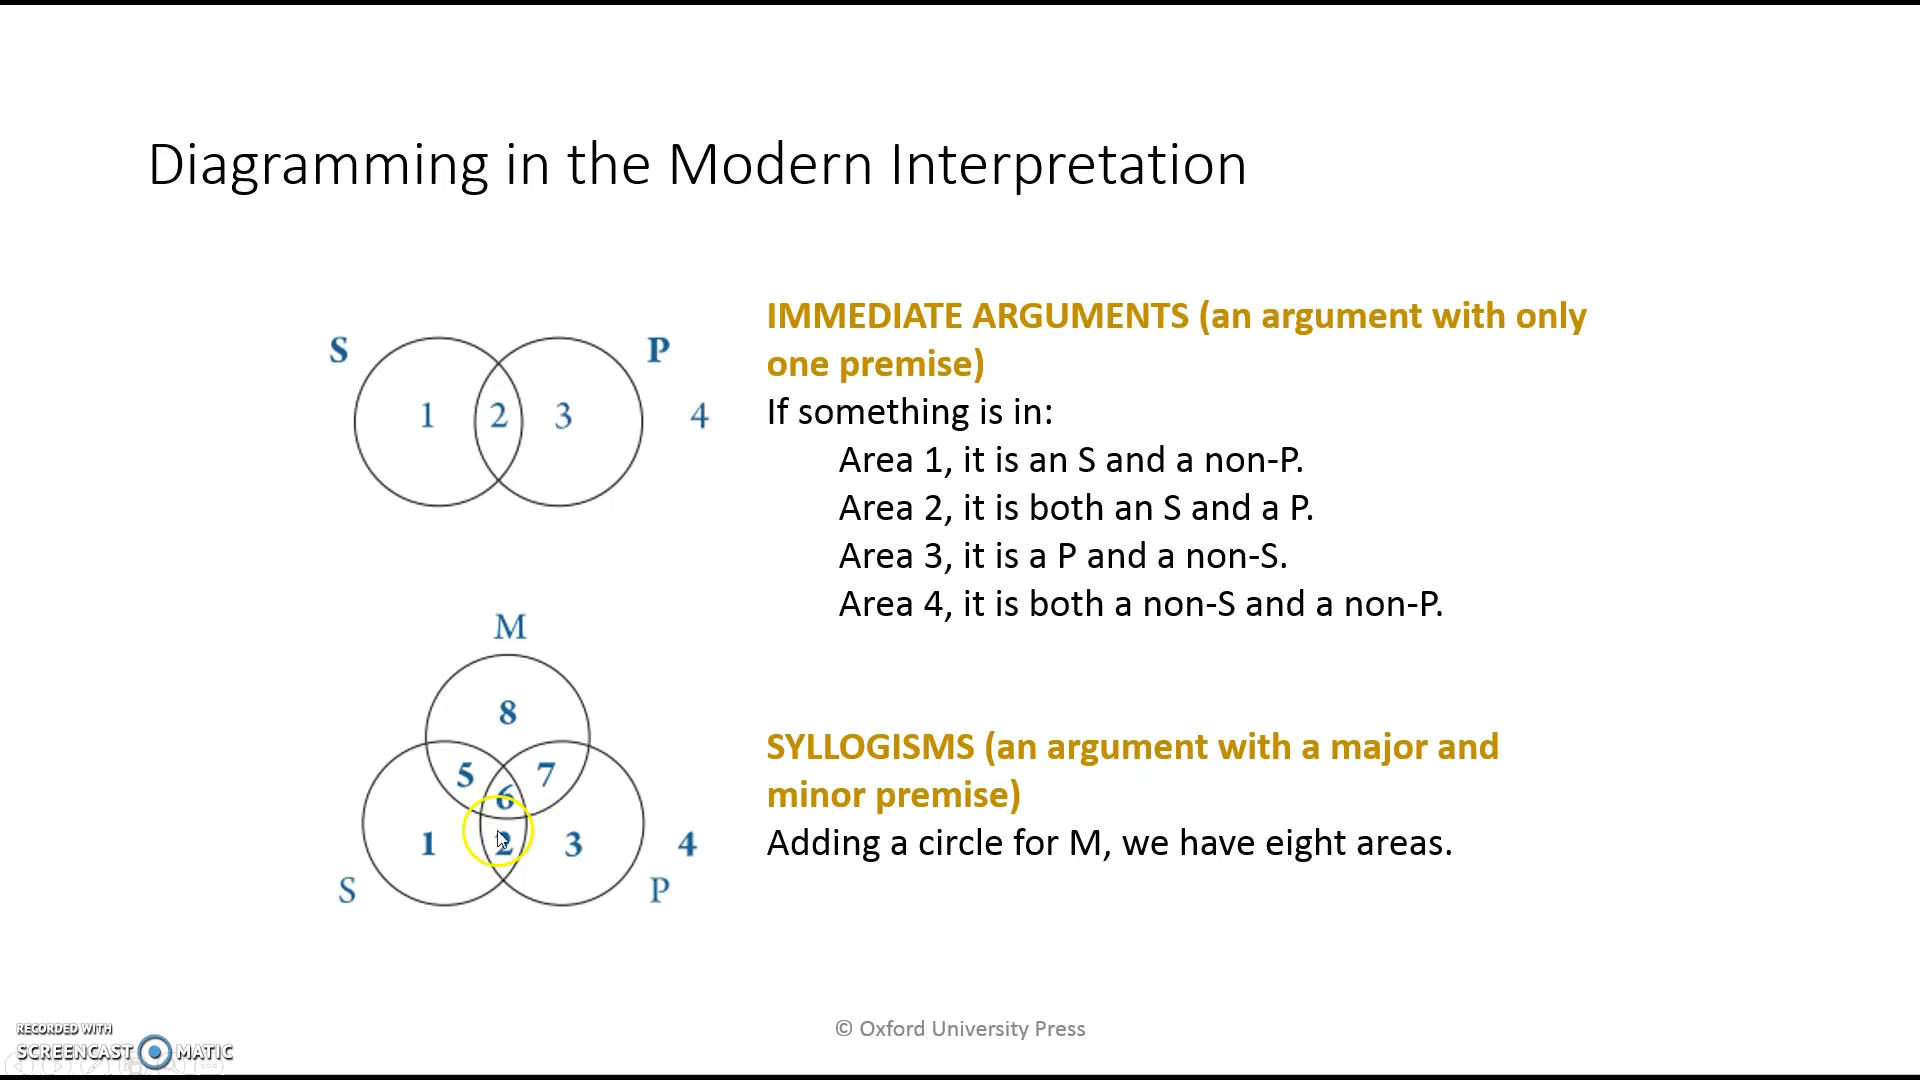 Diagramming in the Modern Interpretation
IMMEDIATE ARGUMENTS (an argument with only
one premise)
If something is in:
Area 1, it is an S and a non-P.
Area 2, it is both an S and a P.
Area 3, it is a P and a non-S.
Area 4, it is both a non-S and a non-P.
S
P
1
2
3
4
M
8
5
7
6
1
2
3
4
S
P
SYLLOGISMS (an argument with a major and
minor premise)
Adding a circle for M, we have eight areas.
© Oxford University Press
RECORDED WITH
SCREENCAST MATIC